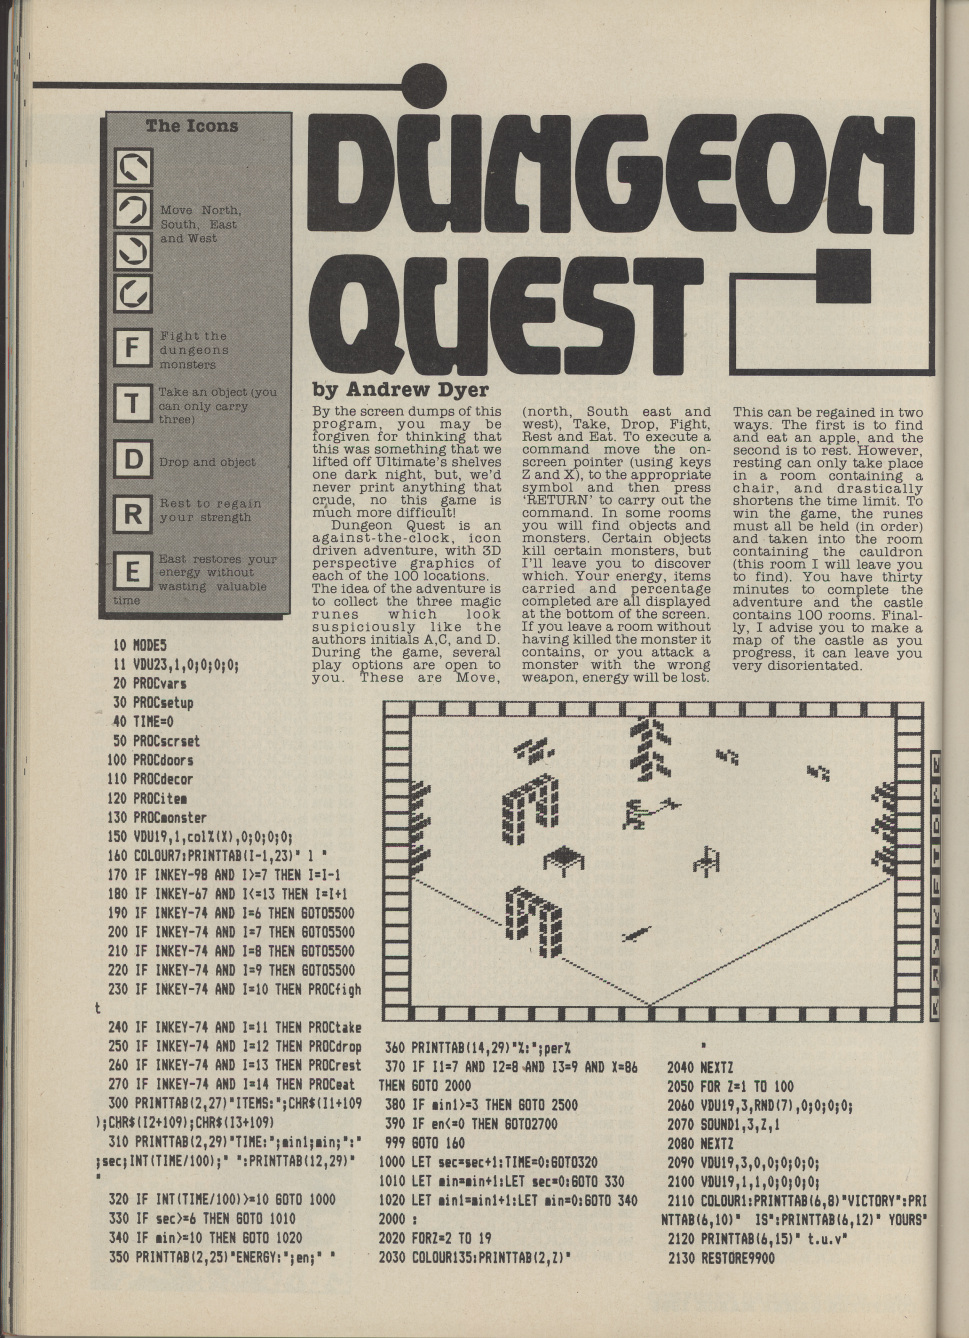 The Icons
Move North,
South, East
and West
F
Fight the
dungeons
monsters
T
Take an object (you
can only carry
three)
D
Drop and object
R
Rest to regain
your strength
E
East restores your
energy without
wasting valuable
time
DUNGEON
QUEST
by Andrew Dyer
By the screen dumps of this
program, you may be
forgiven for thinking that
this was something that we
lifted off Ultimate's shelves
one dark night, but, we'd
never print anything that
crude, no this game is
much more difficult!
Dungeon Quest is an
against-the-clock, icon
driven adventure, with 3D
perspective graphics of
each of the 100 locations.
The idea of the adventure is
to collect the three magic
runes which look
suspiciously like the
authors initials A,C, and D.
During the game, several
play options are open to
you. These are Move,
(north, South east and
west), Take, Drop, Fight,
Rest and Eat. To execute a
command move the on-
screen pointer (using keys
Z and X), to the appropriate
symbol and then press
'RETURN' to carry out the
command. In some rooms
you will find objects and
monsters. Certain objects
kill certain monsters, but
I'll leave you to discover
which. Your energy, items
carried and percentage
completed are all displayed
at the bottom of the screen.
If you leave a room without
having killed the monster it
contains, or you attack a
monster with the wrong
weapon, energy will be lost.
This can be regained in two
ways. The first is to find
and eat an apple, and the
second is to rest. However,
resting can only take place
in a room containing a
chair, and drastically
shortens the time limit. To
win the game, the runes
must all be held (in order)
and taken into the room
containing the cauldron
(this room I will leave you
to find). You have thirty
minutes to complete the
adventure and the castle
contains 100 rooms. Final-
ly, I advise you to make a
map of the castle as you
progress, it can leave you
very disorientated.
10 MODE5
11 VDU23,1,0;0;0;0;
20 PROCvars
30 PROCsetup
40 TIME=0
50 PROCscrset
100 PROCdoors
110 PROCdecor
120 PROCitem
130 PROCmonster
150 VDU19,1,col%(X),0;0;0;0;
160 COLOUR7:PRINTTAB(I-1,23)" l "
170 IF INKEY-98 AND I>=7 THEN I=I-1
180 IF INKEY-67 AND I<=13 THEN I=I+1
190 IF INKEY-74 AND I=6 THEN GOTO5500
200 IF INKEY-74 AND I=7 THEN GOTO5500
210 IF INKEY-74 AND I=8 THEN GOTO5500
220 IF INKEY-74 AND I=9 THEN GOTO5500
230 IF INKEY-74 AND I=10 THEN PROCfigh
t
240 IF INKEY-74 AND I=11 THEN PROCtake
250 IF INKEY-74 AND I=12 THEN PROCdrop
260 IF INKEY-74 AND I=13 THEN PROCrest
270 IF INKEY-74 AND I=14 THEN PROCeat
300 PRINTTAB(2,27)"ITEMS:";CHR$(I1+109
);CHR$(I2+109);CHR$(I3+109)
310 PRINTTAB(2,29)"TIME:";min1;min;":"
;sec;INT(TIME/100);" ":PRINTTAB(12,29)"
"
320 IF INT(TIME/100)>=10 GOTO 1000
330 IF sec>=6 THEN GOTO 1010
340 IF min>=10 THEN GOTO 1020
350 PRINTTAB(2,25)"ENERGY:";en;" "
360 PRINTTAB(14,29)"%:";per%
370 IF I1=7 AND I2=8 AND I3=9 AND X=86
THEN GOTO 2000
380 IF min1>=3 THEN GOTO 2500
390 IF en<=0 THEN GOTO2700
999 GOTO 160
1000 LET sec=sec+1:TIME=0:GOTO320
1010 LET min=min+1:LET sec=0:GOTO 330
1020 LET min1=min1+1:LET min=0:GOTO 340
2000 :
2020 FORZ=2 TO 19
2030 COLOUR135:PRINTTAB(2,Z)"
"
2040 NEXTZ
2050 FOR Z=1 TO 100
2060 VDU19,3,RND(7),0;0;0;0;
2070 SOUND1,3,Z,1
2080 NEXTZ
2090 VDU19,3,0,0;0;0;0;
2100 VDU19,1,1,0;0;0;0;
2110 COLOUR1:PRINTTAB(6,8)"VICTORY":PRI
NTTAB(6,10)"  IS":PRINTTAB(6,12)" YOURS"
2120 PRINTTAB(6,15)" t.u.v"
2130 RESTORE9900